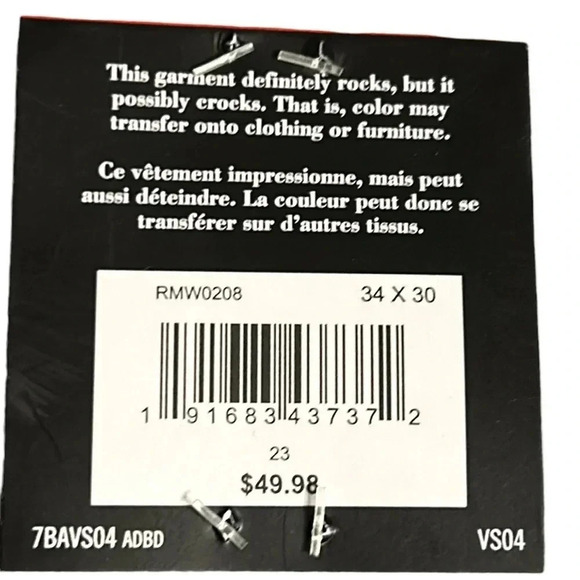 This garment definitely rocks, but it
possibly crocks. That is, color may
transfer onto clothing or furniture.
Ce vêtement impressionne, mais peut
aussi déteindre. La couleur peut donc se
transférer sur d'autres tissus.
RMW0208 34 X 30
1 91683 43737 2
23
$49.98
7BAVS04 ADBD VS04